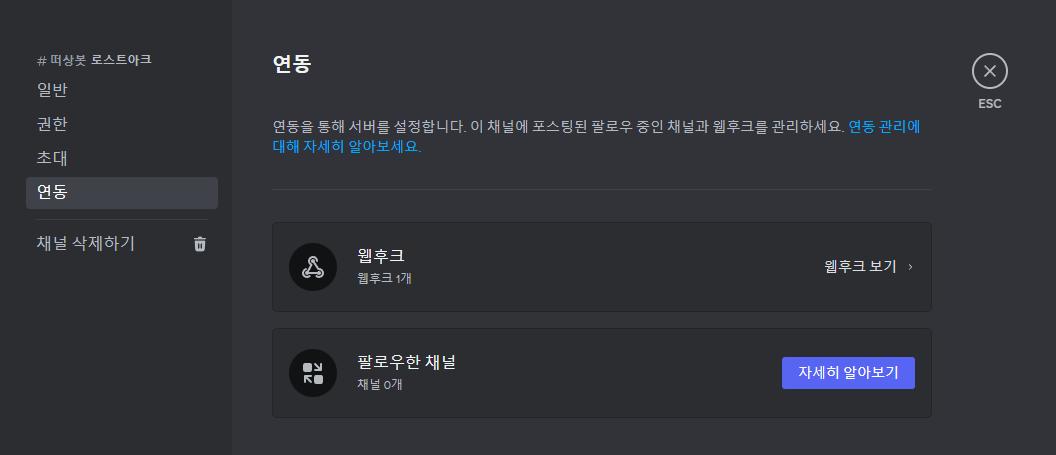 # 떠상봇 로스트아크
일반
권한
초대
연동
채널 삭제하기
연동
연동을 통해 서버를 설정합니다. 이 채널에 포스팅된 팔로우 중인 채널과 웹후크를 관리하세요. 연동 관리에
대해 자세히 알아보세요.
ESC
웹후크
웹후크 1개
웹후크 보기 ›
팔로우한 채널
채널 0개
자세히 알아보기